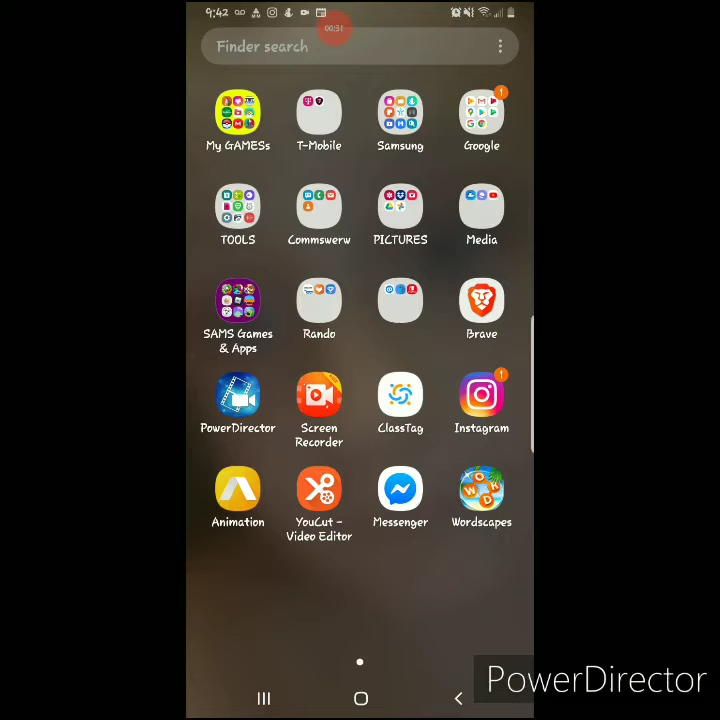 9:42
00:31
Finder search
My GAMESs
T-Mobile
Samsung
Google
TOOLS
Commswerw
PICTURES
Media
SAMS Games
& Apps
Rando
Brave
PowerDirector
Screen
Recorder
ClassTag
Instagram
Animation
YouCut -
Video Editor
Messenger
Wordscapes
PowerDirector